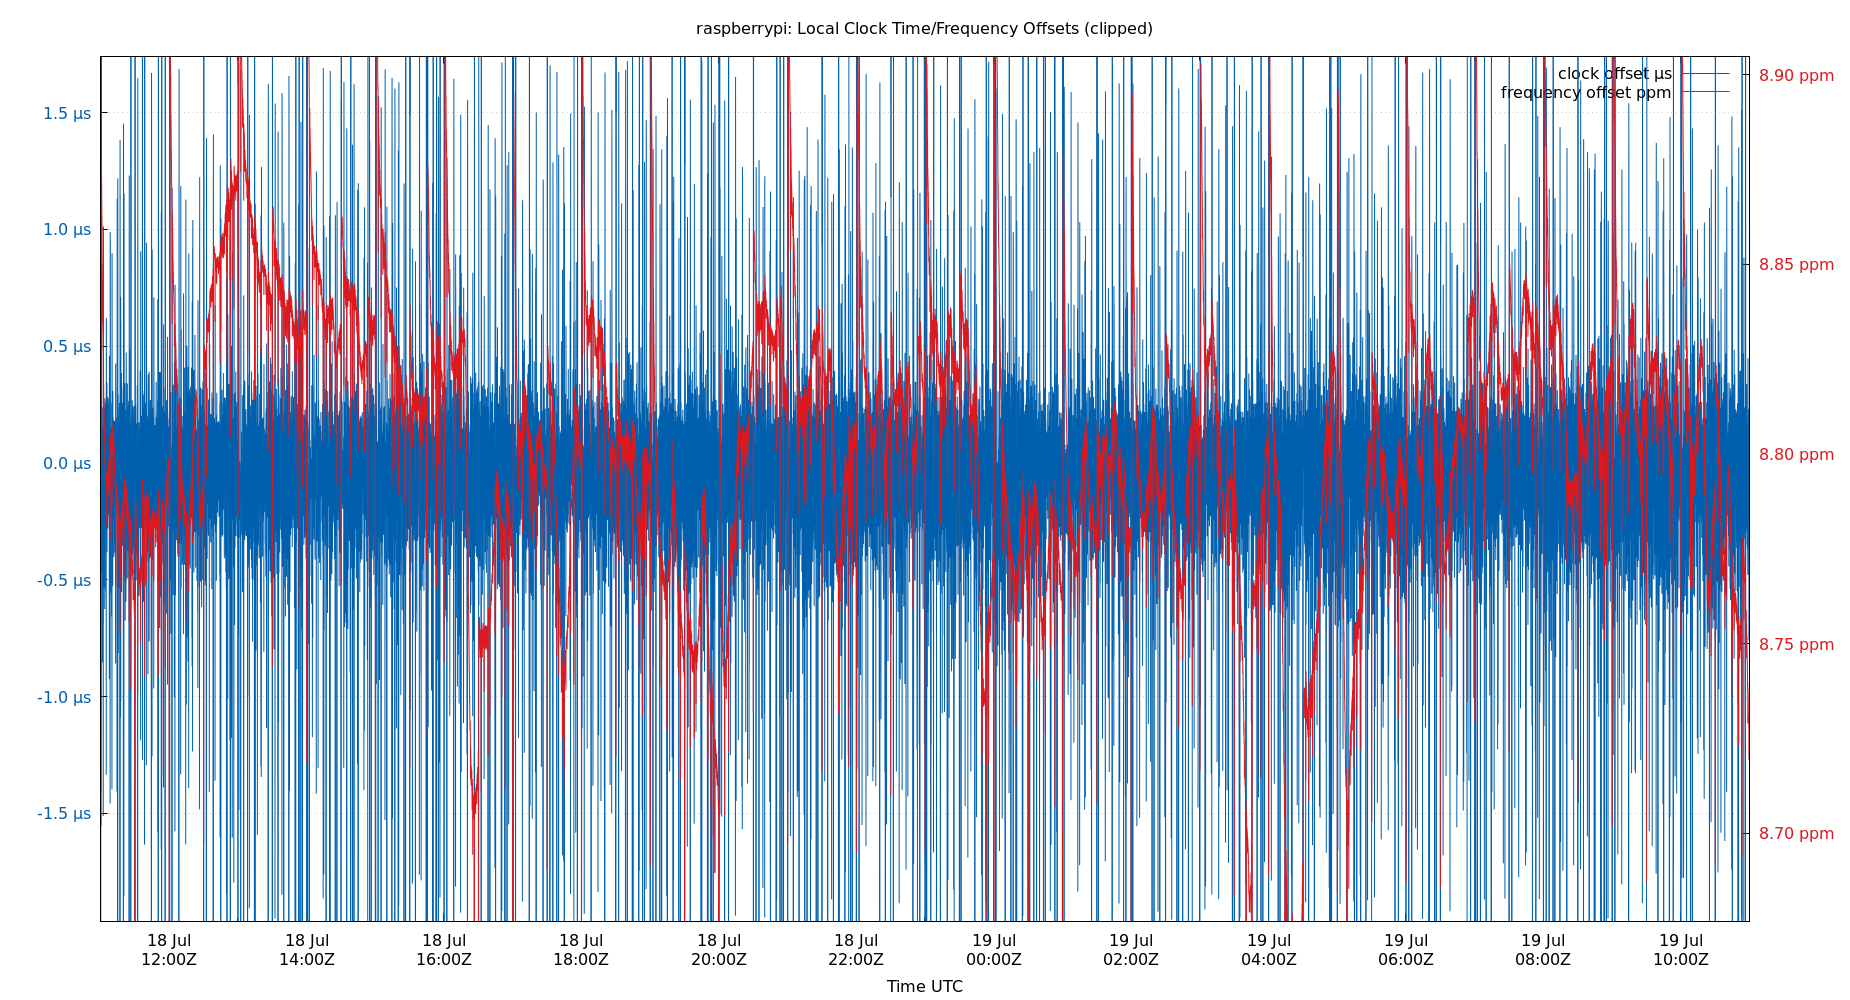 raspberrypi: Local Clock Time/Frequency Offsets (clipped)
clock offset µs
frequency offset ppm
1.5 µs
1.0 µs
0.5 µs
0.0 µs
-0.5 µs
-1.0 µs
-1.5 µs
8.90 ppm
8.85 ppm
8.80 ppm
8.75 ppm
8.70 ppm
18 Jul 18 Jul 18 Jul 18 Jul 18 Jul 18 Jul 19 Jul 19 Jul 19 Jul 19 Jul 19 Jul 19 Jul
12:00Z 14:00Z 16:00Z 18:00Z 20:00Z 22:00Z 00:00Z 02:00Z 04:00Z 06:00Z 08:00Z 10:00Z
Time UTC